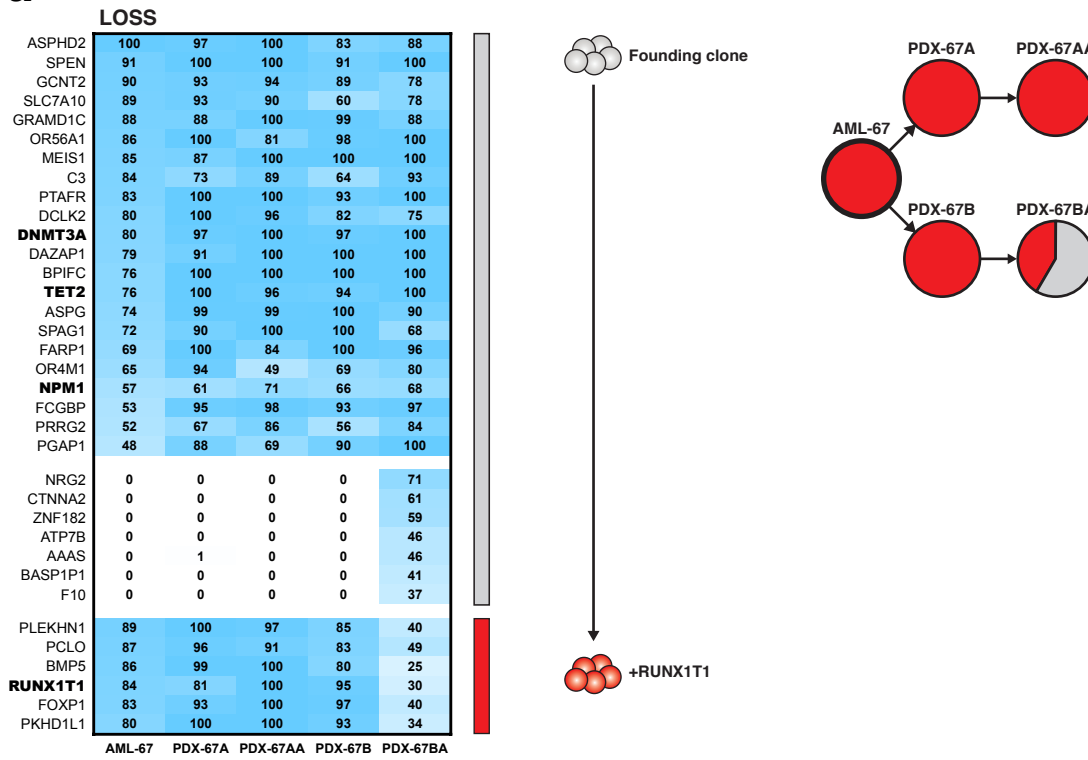 LOSS
ASPHD2 100 97 100 83 88
SPEN 91 100 100 91 100
GCNT2 90 93 94 89 78
SLC7A10 89 93 90 60 78
GRAMD1C 88 88 100 99 88
OR56A1 86 100 81 98 100
MEIS1 85 87 100 100 100
C3 84 73 89 64 93
PTAFR 83 100 100 93 100
DCLK2 80 100 96 82 75
DNMT3A 80 97 100 97 100
DAZAP1 79 91 100 100 100
BPIFC 76 100 100 100 100
TET2 76 100 96 94 100
ASPG 74 99 99 100 90
SPAG1 72 90 100 100 68
FARP1 69 100 84 100 96
OR4M1 65 94 49 69 80
NPM1 57 61 71 66 68
FCGBP 53 95 98 93 97
PRRG2 52 67 86 56 84
PGAP1 48 88 69 90 100
NRG2 0 0 0 0 71
CTNNA2 0 0 0 0 61
ZNF182 0 0 0 0 59
ATP7B 0 0 0 0 46
AAAS 0 1 0 0 46
BASP1P1 0 0 0 0 41
F10 0 0 0 0 37
PLEKHN1 89 100 97 85 40
PCLO 87 96 91 83 49
BMP5 86 99 100 80 25
RUNX1T1 84 81 100 95 30
FOXP1 83 93 100 97 40
PKHD1L1 80 100 100 93 34
AML-67 PDX-67A PDX-67AA PDX-67B PDX-67BA
Founding clone
+RUNX1T1
PDX-67A PDX-67AA
AML-67
PDX-67B PDX-67BA